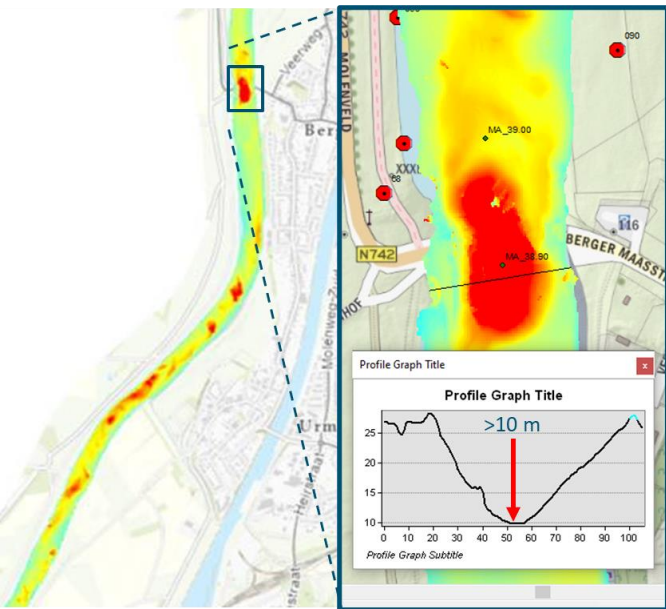 Veerweg
Ber
Molenweg-Zuid
Urm
Heirstraat
straat
N742 MOLENVELD
090
MA_39.00
XXXX
68
116
N742
MA_38.90
BERGER MAASST
HOF
Profile Graph Title
x
Profile Graph Title
>10 m
25
20
15
10
0 10 20 30 40 50 60 70 80 90 100
Profile Graph Subtitle